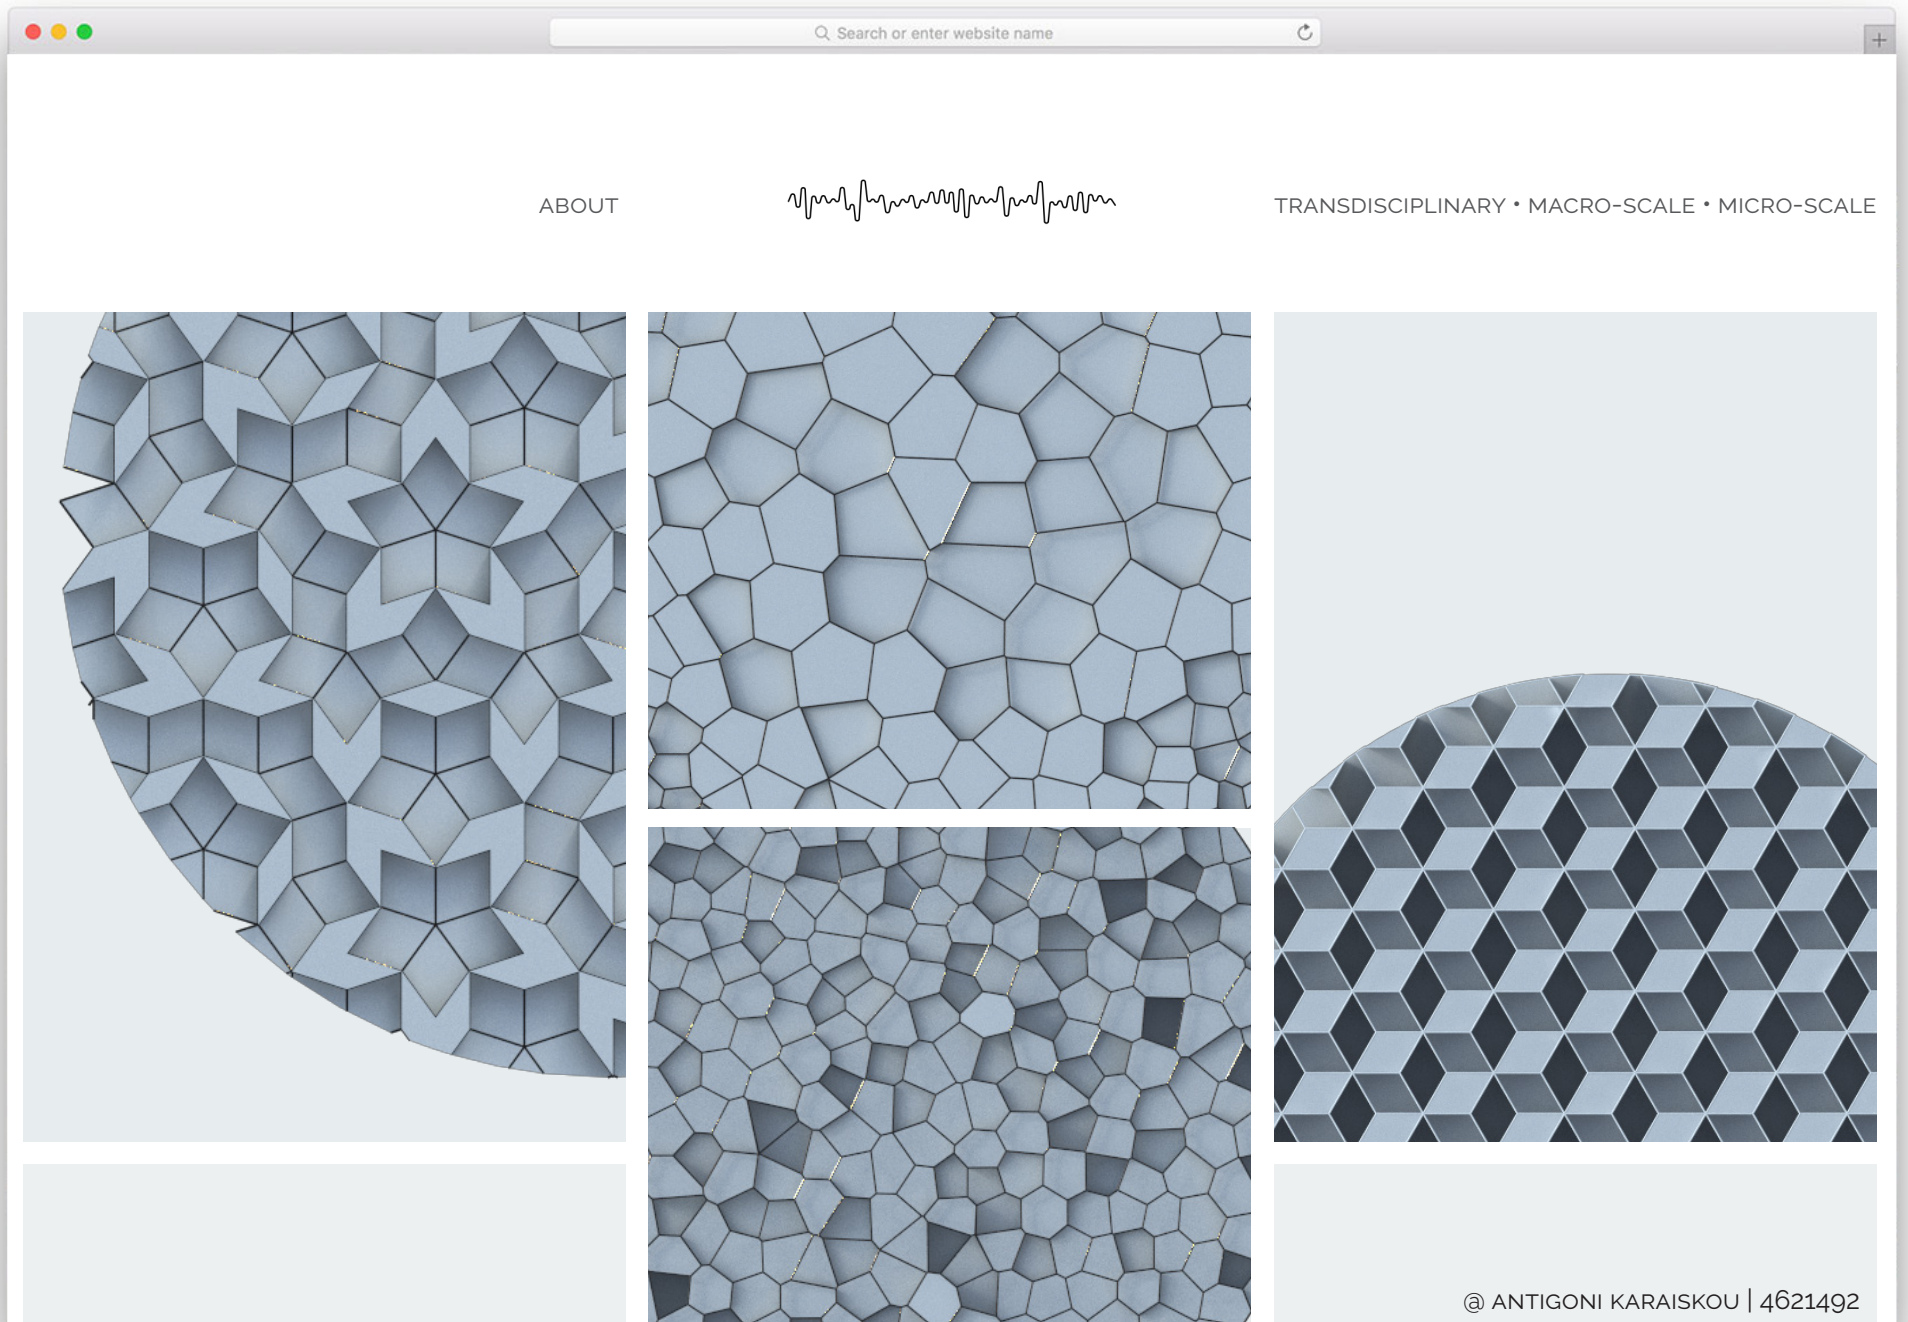 Search or enter website name
ABOUT
TRANSDISCIPLINARY • MACRO-SCALE • MICRO-SCALE
@ ANTIGONI KARAISKOU | 4621492